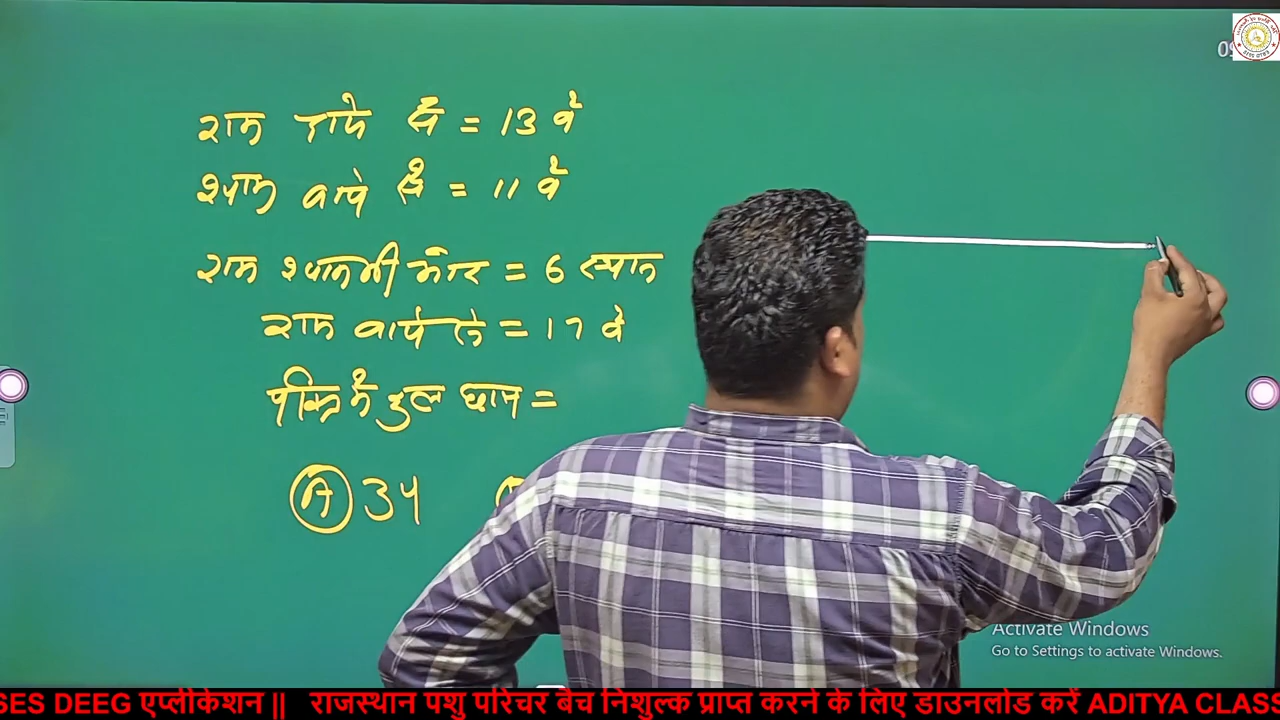 राम दायें से = 13 वें
श्याम बायें से = 11 वें
राम श्याम की अंतर = 6 स्थान
राम बायें से = 17 वें
पंक्ति में कुल छात्र =
(A) 34
Activate Windows
Go to Settings to activate Windows.
SES DEEG एप्लीकेशन || राजस्थान पशु परिचर बैच निशुल्क प्राप्त करने के लिए डाउनलोड करें ADITYA CLASS